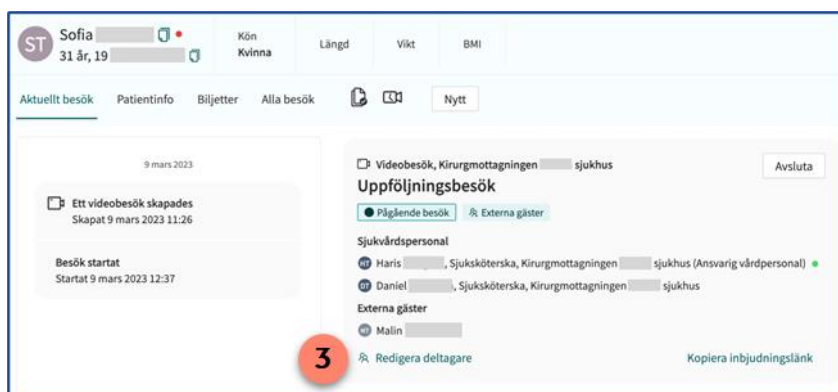 ST
Sofia
31 år, 19
Kön
Kvinna
Längd
Vikt
BMI
Aktuellt besök
Patientinfo
Biljetter
Alla besök
Nytt
9 mars 2023
Ett videobesök skapades
Skapat 9 mars 2023 11:26
Besök startat
Startat 9 mars 2023 12:37
Videobesök, Kirurgmottagningen sjukhus
Avsluta
Uppföljningsbesök
Pågående besök
Externa gäster
Sjukvårdspersonal
Haris , Sjuksköterska, Kirurgmottagningen sjukhus (Ansvarig vårdpersonal)
Daniel , Sjuksköterska, Kirurgmottagningen sjukhus
Externa gäster
Malin
3
Redigera deltagare
Kopiera inbjudningslänk